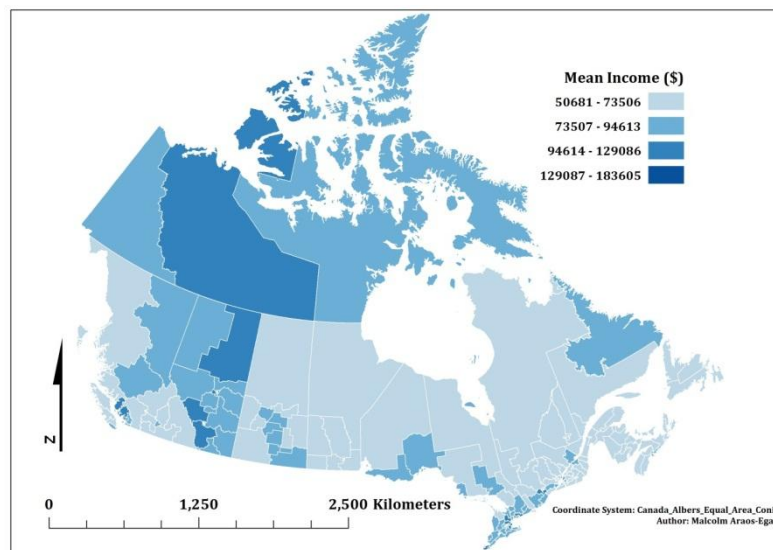 Mean Income ($)
50681 - 73506
73507 - 94613
94614 - 129086
129087 - 183605
N
0 1,250 2,500 Kilometers
Coordinate System: Canada_Albers_Equal_Area_Coni
Author: Malcolm Araos-Ega